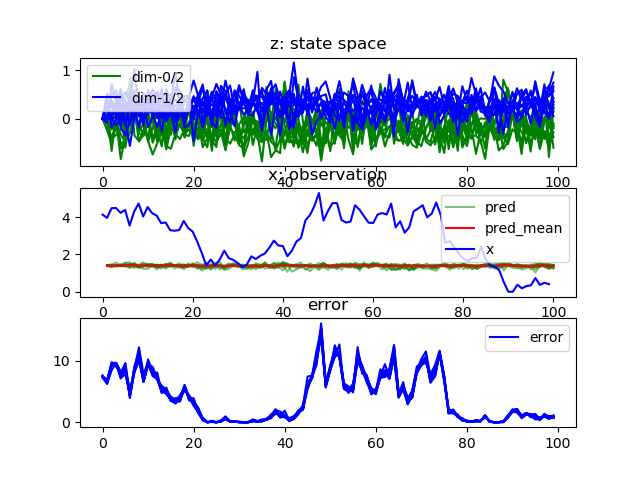 z: state space
1
0
dim-0/2
dim-1/2
0 20 40 60 80 100
x: observation
4
2
0
pred
pred_mean
x
0 20 40 60 80 100
error
10
0
error
0 20 40 60 80 100